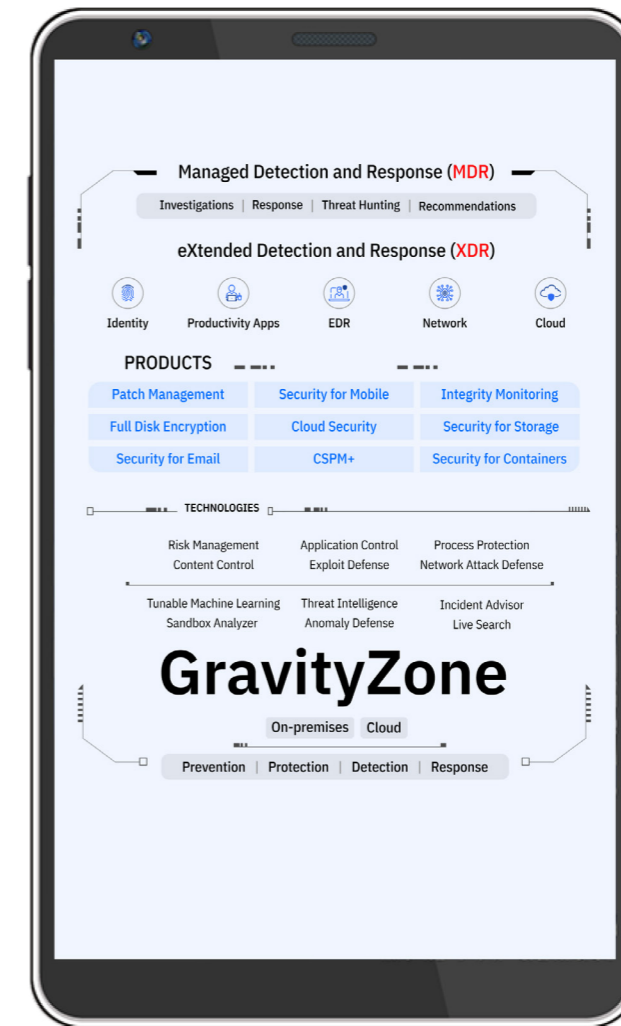 Managed Detection and Response (MDR)
Investigations | Response | Threat Hunting | Recommendations
eXtended Detection and Response (XDR)
Identity Productivity Apps EDR Network Cloud
PRODUCTS
Patch Management Security for Mobile Integrity Monitoring
Full Disk Encryption Cloud Security Security for Storage
Security for Email CSPM+ Security for Containers
TECHNOLOGIES
Risk Management Application Control Process Protection
Content Control Exploit Defense Network Attack Defense
Tunable Machine Learning Threat Intelligence Incident Advisor
Sandbox Analyzer Anomaly Defense Live Search
GravityZone
On-premises Cloud
Prevention | Protection | Detection | Response